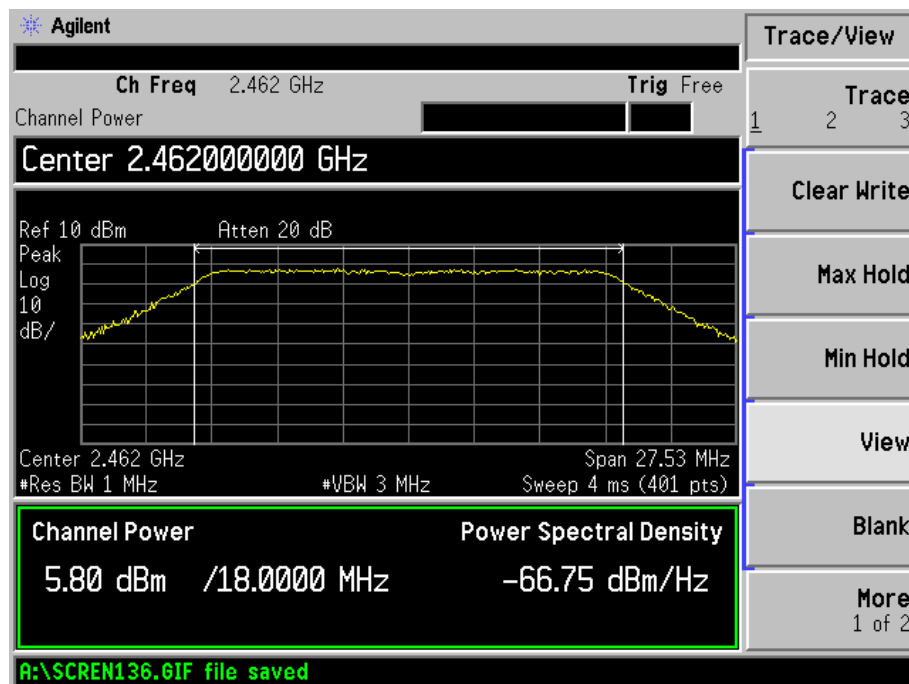 Agilent
Trace/View
Ch Freq 2.462 GHz Trig Free
Channel Power
Trace
1 2 3
Center 2.462000000 GHz
Clear Write
Ref 10 dBm Atten 20 dB
Peak
Log
10
dB/
Max Hold
Min Hold
View
Center 2.462 GHz Span 27.53 MHz
#Res BW 1 MHz #VBW 3 MHz Sweep 4 ms (401 pts)
Channel Power Power Spectral Density
5.80 dBm /18.0000 MHz -66.75 dBm/Hz
Blank
More
1 of 2
A:\SCREN136.GIF file saved